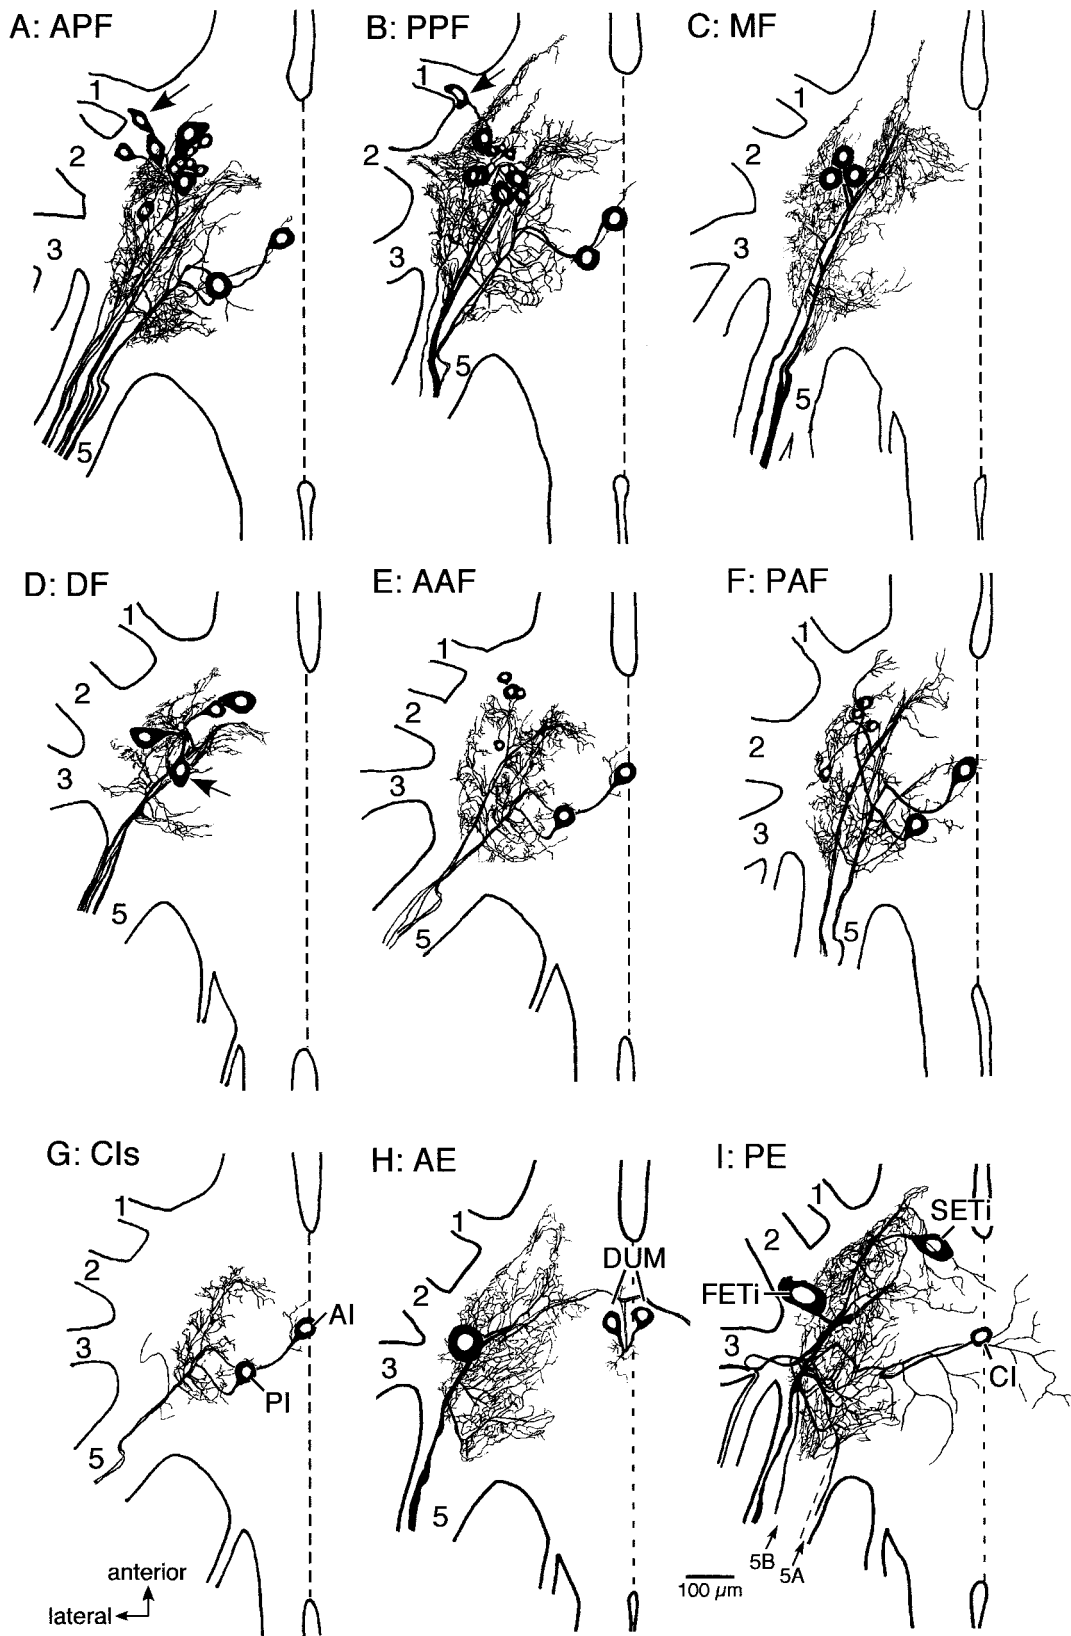 A: APF
1
2
3
5
B: PPF
1
2
3
5
C: MF
1
2
3
5
D: DF
1
2
3
5
E: AAF
1
2
3
5
F: PAF
1
2
3
5
G: CIs
1
2
3
AI
PI
5
anterior
lateral
H: AE
1
2
3
DUM
5
I: PE
1
2
SETi
FETi
3
CI
5B
5A
100 µm